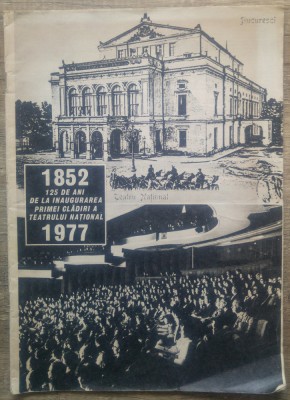 București
1852
125 DE ANI
DE LA INAUGURAREA
PRIMEI CLĂDIRI A
TEATRULUI NAȚIONAL
1977
Teatrul Național